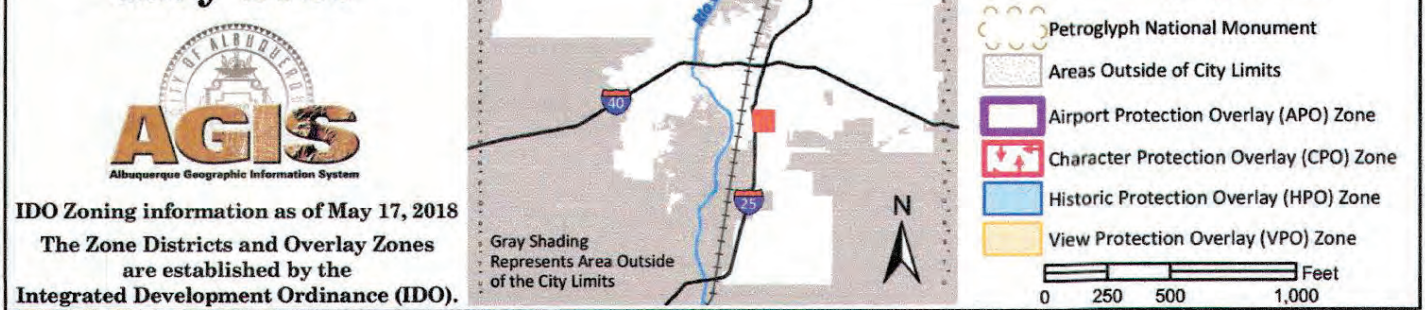 CITY OF ALBUQUERQUE
AGIS
Albuquerque Geographic Information System
IDO Zoning information as of May 17, 2018
The Zone Districts and Overlay Zones
are established by the
Integrated Development Ordinance (IDO).
40
25
Gray Shading
Represents Area Outside
of the City Limits
N
Petroglyph National Monument
Areas Outside of City Limits
Airport Protection Overlay (APO) Zone
Character Protection Overlay (CPO) Zone
Historic Protection Overlay (HPO) Zone
View Protection Overlay (VPO) Zone
Feet
0 250 500 1,000